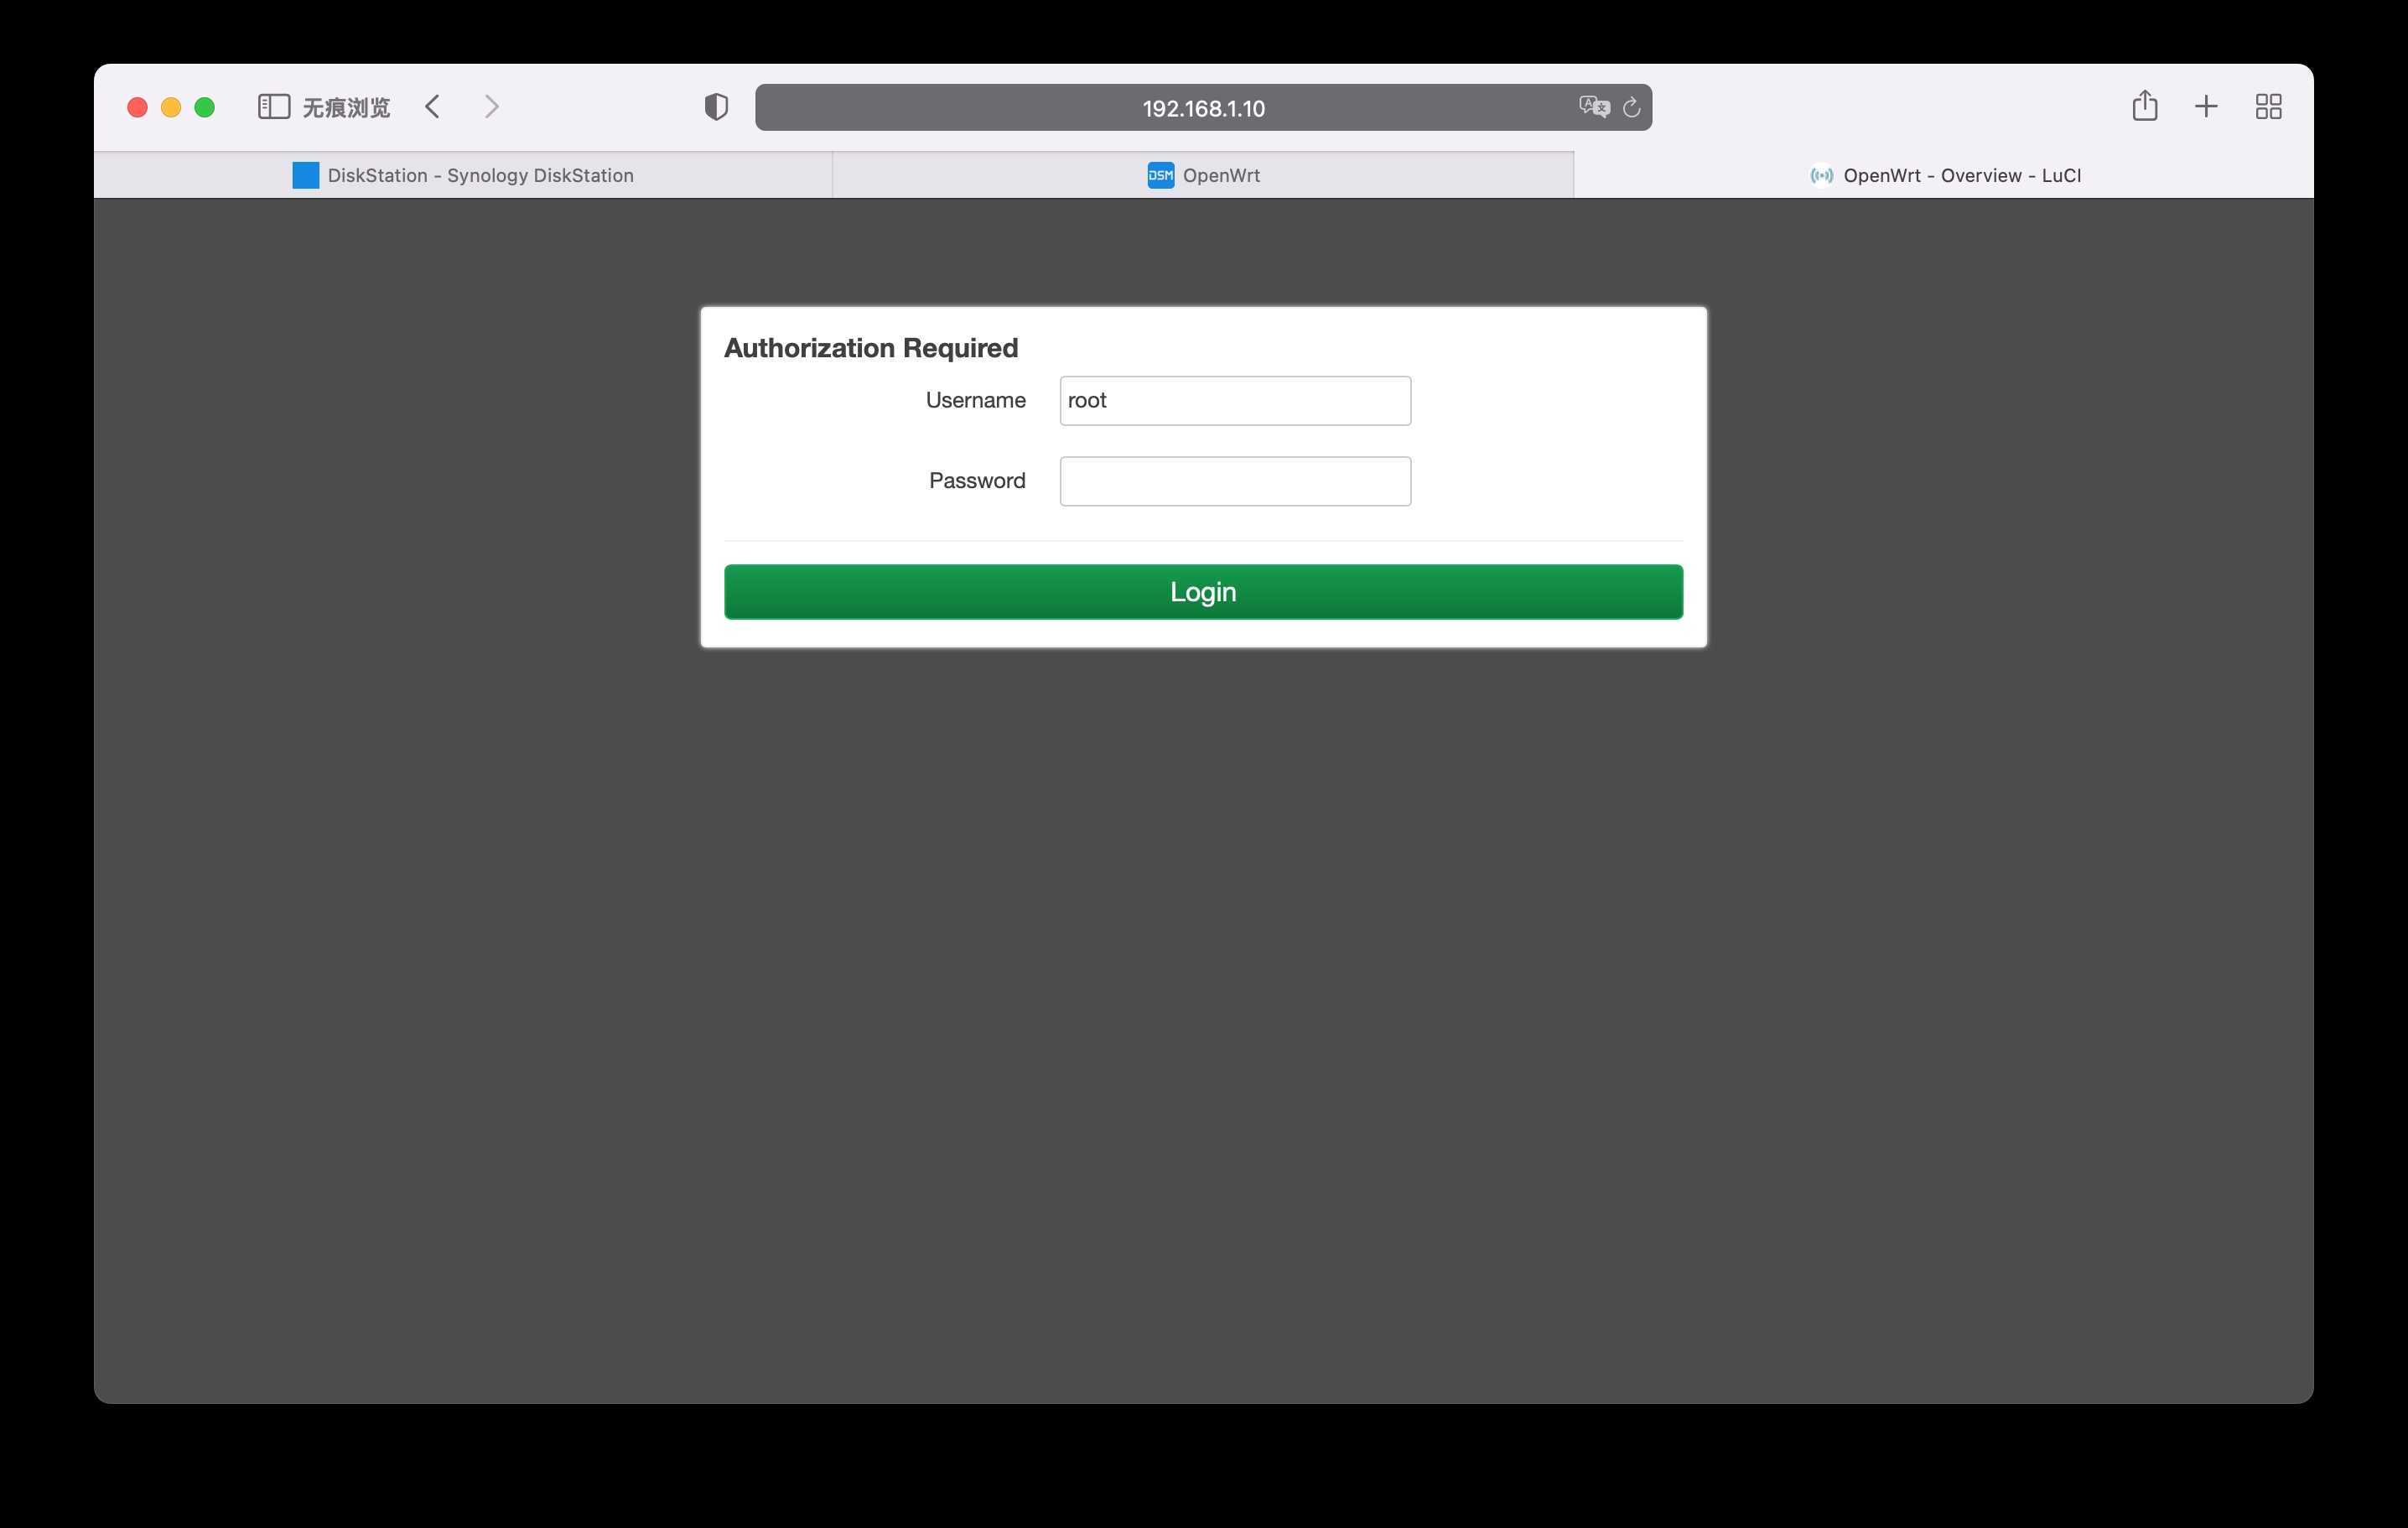 无痕浏览
192.168.1.10
DiskStation - Synology DiskStation
DSM OpenWrt
OpenWrt - Overview - LuCI
Authorization Required
Username root
Password
Login